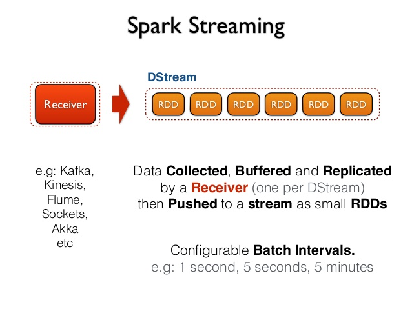 Spark Streaming
DStream
Receiver
RDD RDD RDD RDD RDD RDD
e.g: Kafka,
Kinesis,
Flume,
Sockets,
Akka
etc
Data Collected, Buffered and Replicated
by a Receiver (one per DStream)
then Pushed to a stream as small RDDs
Configurable Batch Intervals.
e.g: 1 second, 5 seconds, 5 minutes